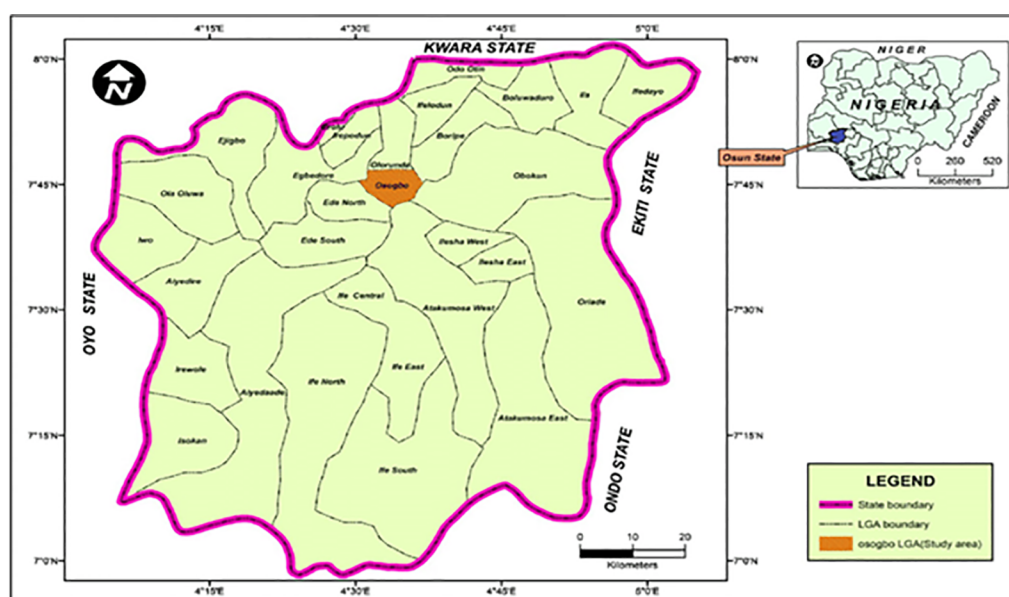 4°15'E 4°30'E 4°45'E 5°0'E
KWARA STATE
8°0'N
8°0'N
N
Odo Otin
Ifelodun
Boluwaduro
Ila
Ifedayo
Ejigbo
Irepodun
Boripe
Olorunda
Egbedore
Osogbo
Obokun
7°45'N
7°45'N
Ola Oluwa
Ede North
EKITI STATE
Iwo
Ede South
Ilesha West
Ilesha East
Aiyedire
OYO STATE
Ife Central
Atakumosa West
Oriade
7°30'N
7°30'N
Irewole
Ife East
Aiyedaade
Ife North
Atakumosa East
7°15'N
7°15'N
Isokan
Ife South
ONDO STATE
0 10 20
Kilometers
7°0'N
7°0'N
4°15'E 4°30'E 4°45'E 5°0'E
NIGER
NIGERIA
CAMEROON
Osun State
0 260 520
Kilometers
LEGEND
State boundary
LGA boundary
osogbo LGA(Study area)